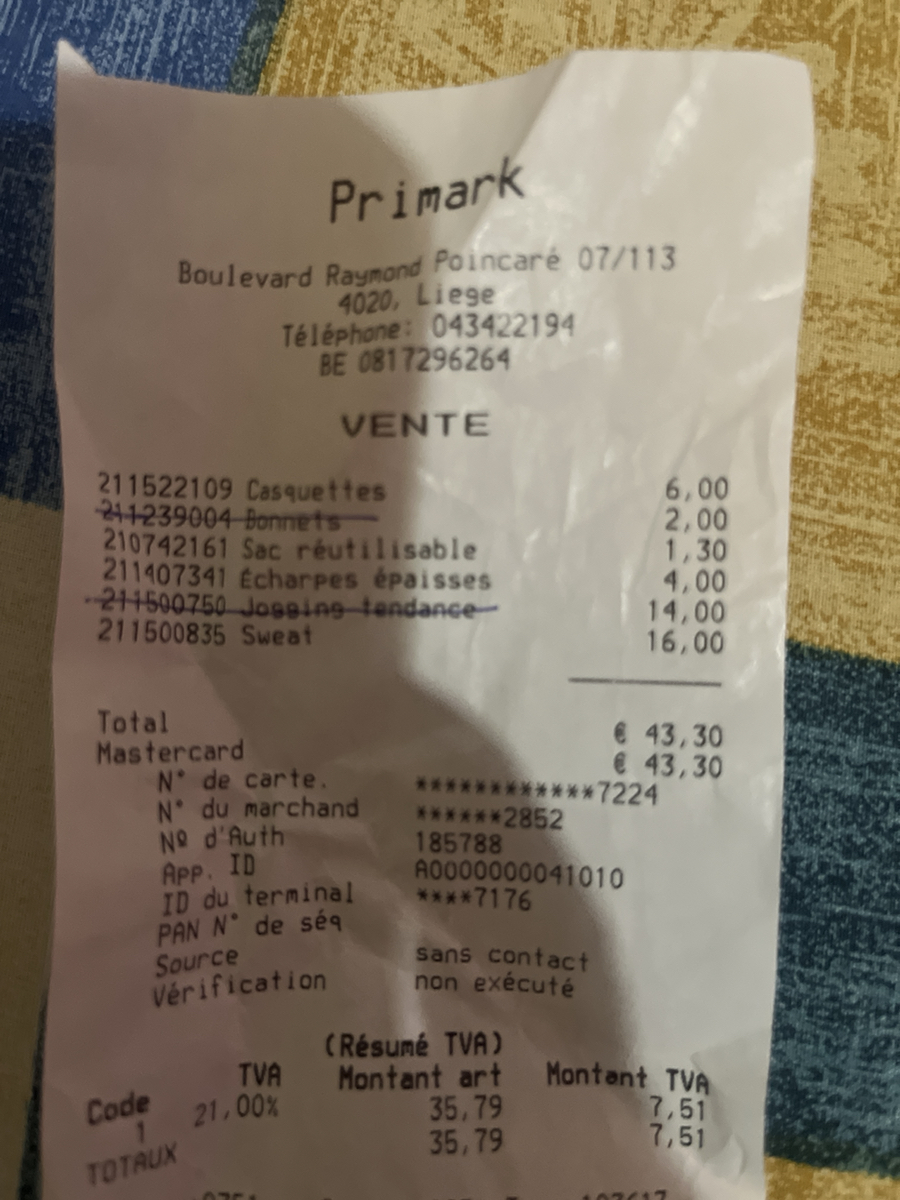 Primark
Boulevard Raymond Poincaré 07/113
4020, Liege
Téléphone: 043422194
BE 0817296264
VENTE
211522109 Casquettes 6,00
211239004 Bonnets 2,00
210742161 Sac réutilisable 1,30
211407341 Écharpes épaisses 4,00
211500750 Jogging tendance 14,00
211500835 Sweat 16,00
Total € 43,30
Mastercard € 43,30
N° de carte. ************7224
N° du marchand ******2852
Nº d'Auth 185788
App. ID A0000000041010
ID du terminal ****7176
PAN N° de séq
Source sans contact
Vérification non exécuté
(Résumé TVA)
Code TVA Montant art Montant TVA
1 21,00% 35,79 7,51
TOTAUX 35,79 7,51